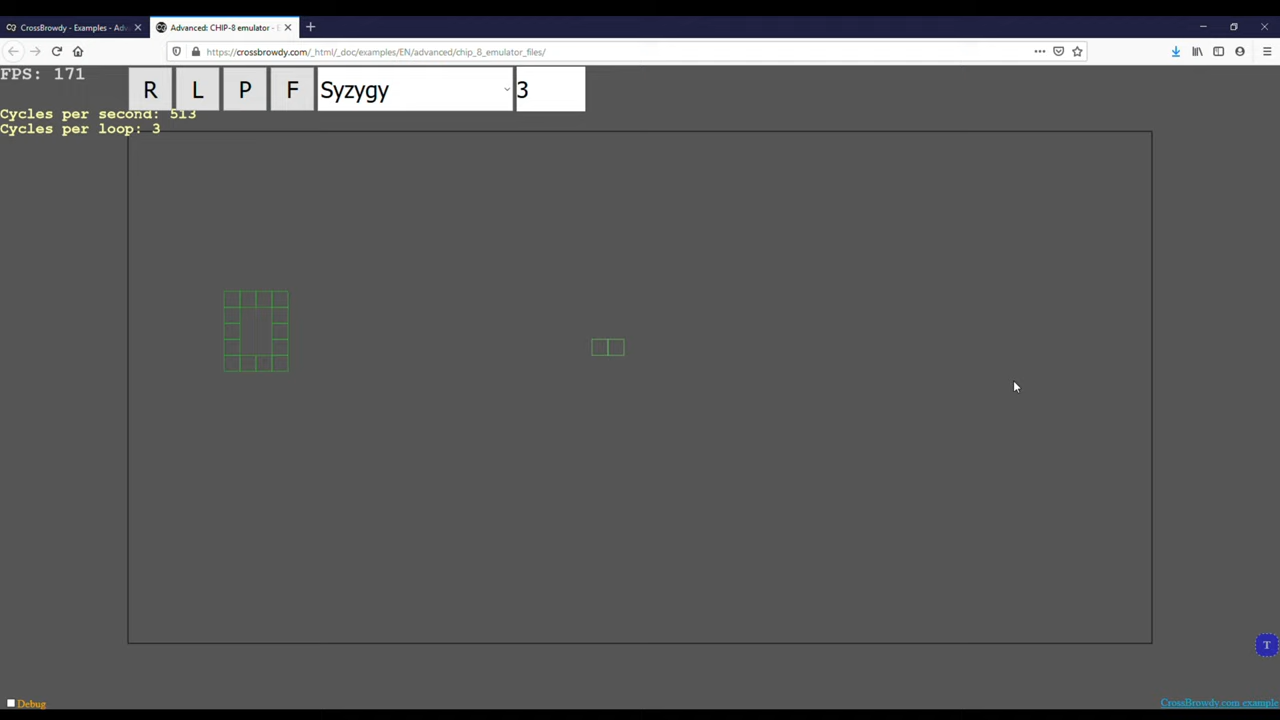 CrossBrowdy - Examples - Adv
Advanced: CHIP-8 emulator - E
https://crossbrowdy.com/_html/_doc/examples/EN/advanced/chip_8_emulator_files/
FPS: 171
R L P F Syzygy 3
Cycles per second: 513
Cycles per loop: 3
T
Debug
CrossBrowdy.com example